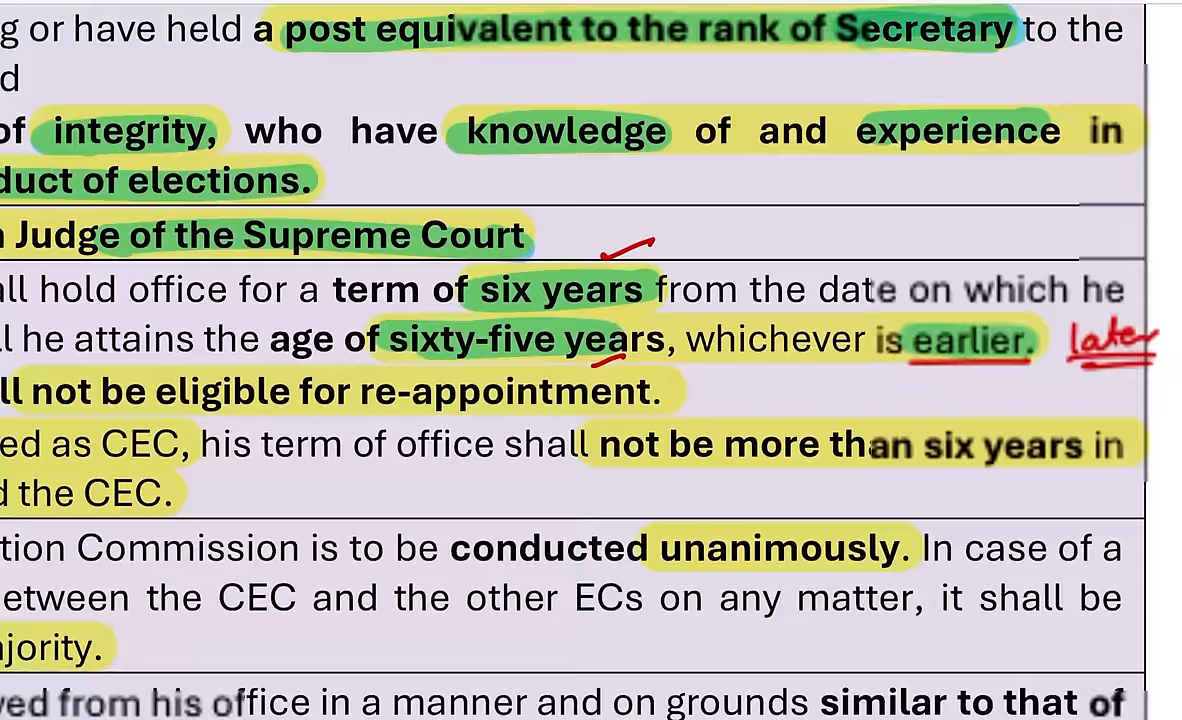 g or have held a post equivalent to the rank of Secretary to the
d
of integrity, who have knowledge of and experience in
duct of elections.
Judge of the Supreme Court
all hold office for a term of six years from the date on which he
l he attains the age of sixty-five years, whichever is earlier. later
ll not be eligible for re-appointment.
ed as CEC, his term of office shall not be more than six years in
d the CEC.
tion Commission is to be conducted unanimously. In case of a
etween the CEC and the other ECs on any matter, it shall be
ajority.
ved from his office in a manner and on grounds similar to that of